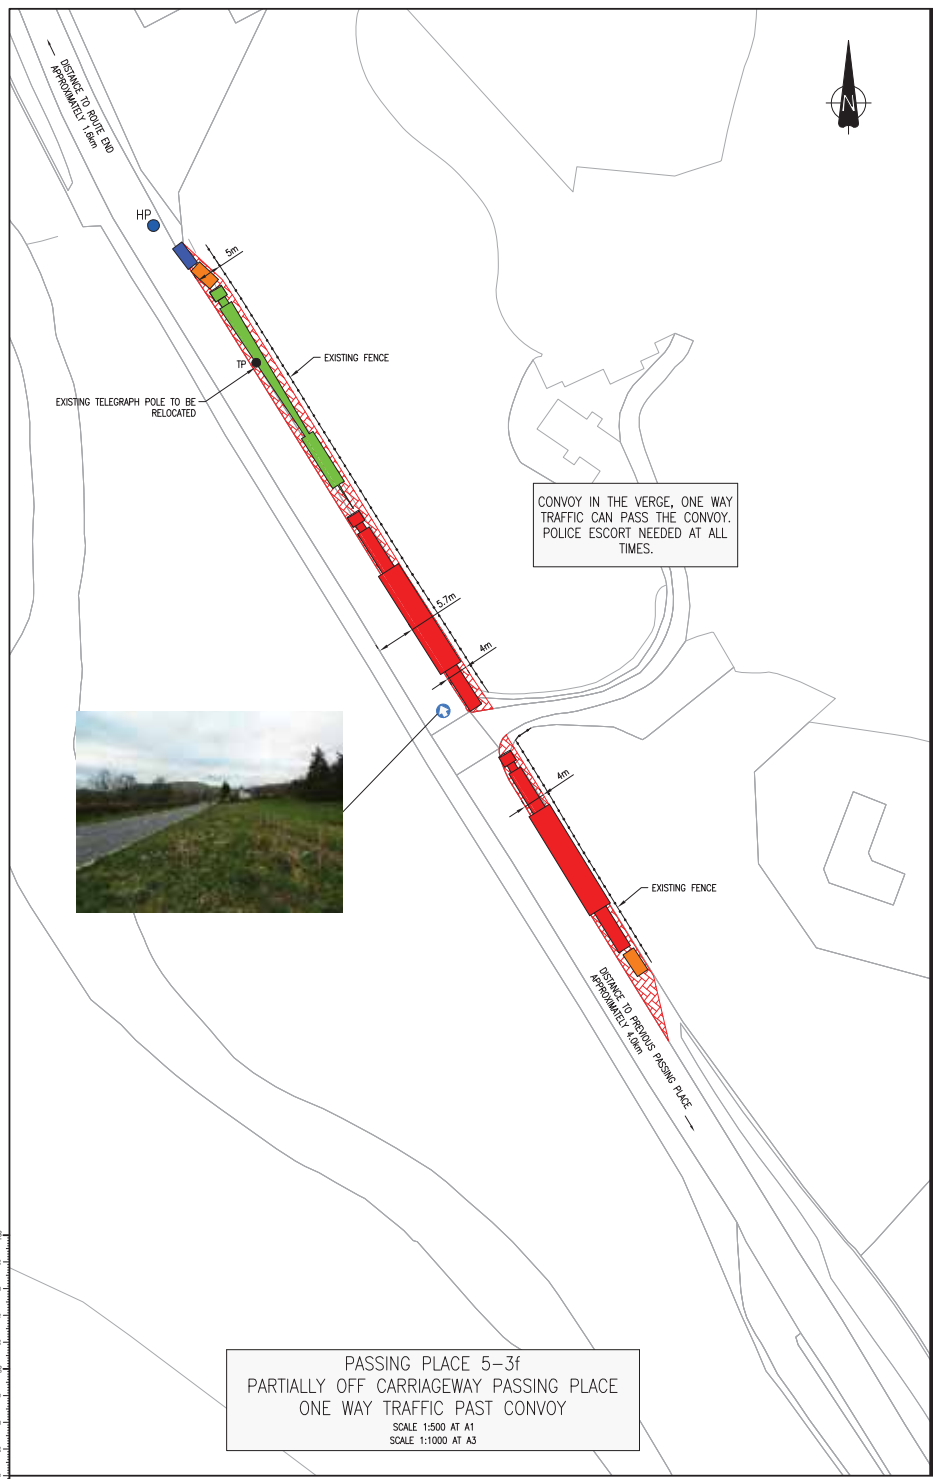 DISTANCE TO ROUTE END
APPROXIMATELY 1.6km
N
HP
5m
EXISTING FENCE
TP
EXISTING TELEGRAPH POLE TO BE
RELOCATED
CONVOY IN THE VERGE, ONE WAY
TRAFFIC CAN PASS THE CONVOY.
POLICE ESCORT NEEDED AT ALL
TIMES.
5.7m
4m
4m
EXISTING FENCE
DISTANCE TO PREVIOUS PASSING PLACE
APPROXIMATELY 4.0km
PASSING PLACE 5-3f
PARTIALLY OFF CARRIAGEWAY PASSING PLACE
ONE WAY TRAFFIC PAST CONVOY
SCALE 1:500 AT A1
SCALE 1:1000 AT A3